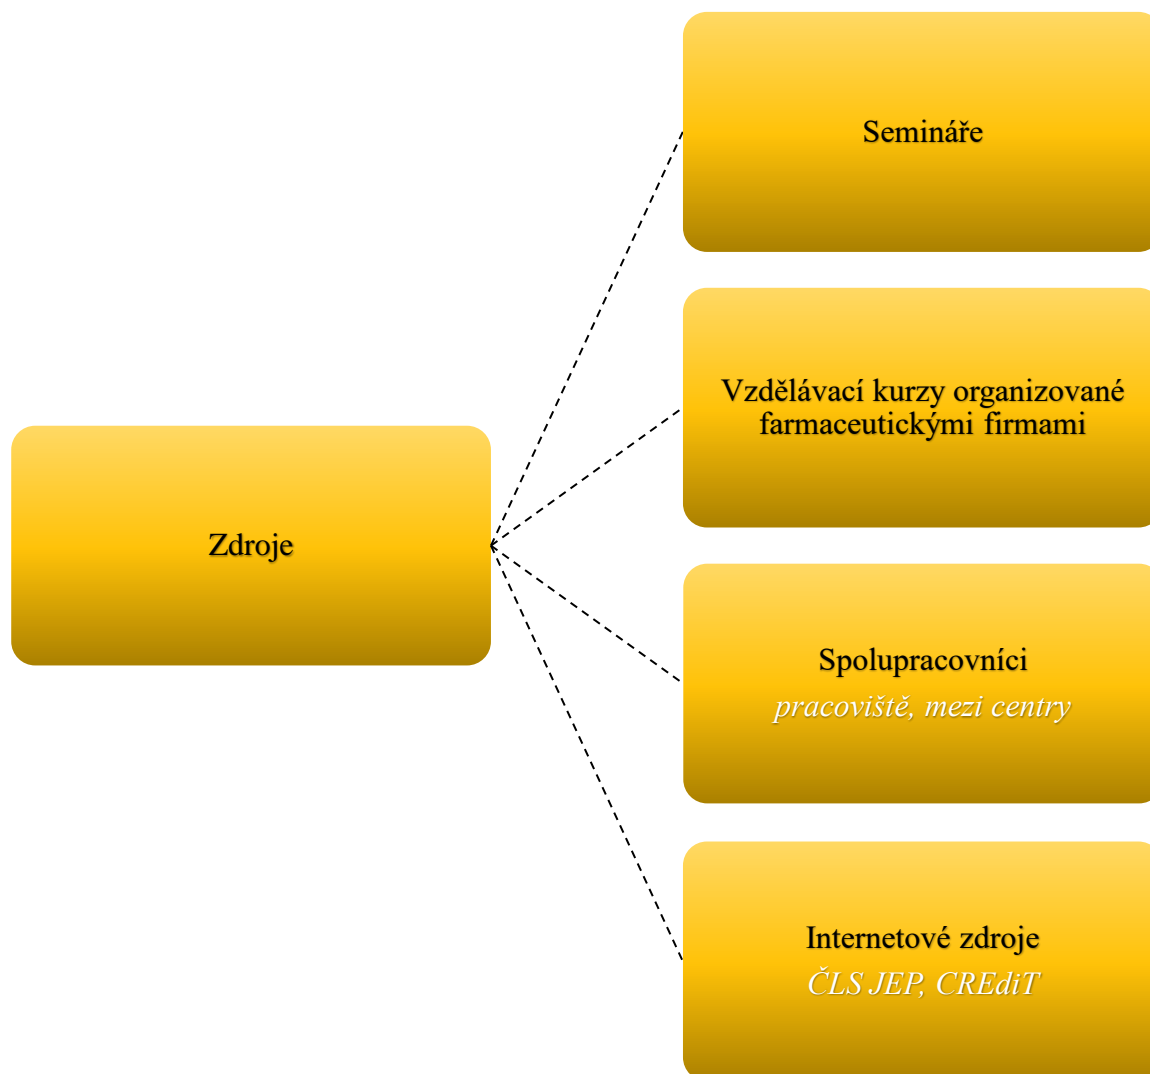 Zdroje
Semináře
Vzdělávací kurzy organizované
farmaceutickými firmami
Spolupracovníci
pracoviště, mezi centry
Internetové zdroje
ČLS JEP, CREdiT